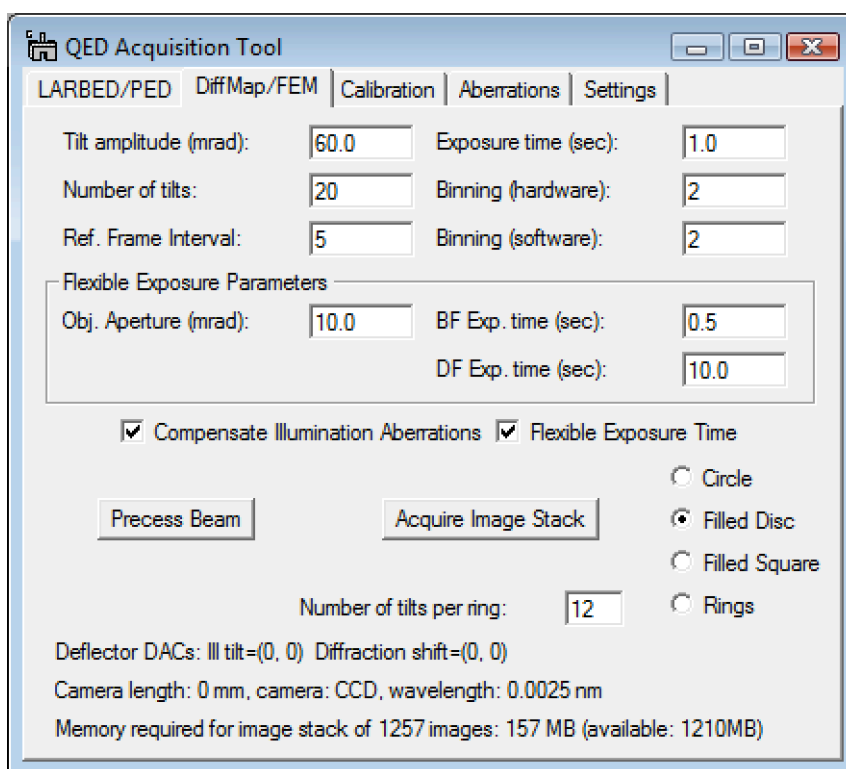 QED Acquisition Tool
LARBED/PED DiffMap/FEM Calibration Aberrations Settings
Tilt amplitude (mrad): 60.0 Exposure time (sec): 1.0
Number of tilts: 20 Binning (hardware): 2
Ref. Frame Interval: 5 Binning (software): 2
Flexible Exposure Parameters
Obj. Aperture (mrad): 10.0 BF Exp. time (sec): 0.5
DF Exp. time (sec): 10.0
Compensate Illumination Aberrations Flexible Exposure Time
Circle
Precess Beam Acquire Image Stack Filled Disc
Filled Square
Number of tilts per ring: 12 Rings
Deflector DACs: Ill tilt=(0, 0) Diffraction shift=(0, 0)
Camera length: 0 mm, camera: CCD, wavelength: 0.0025 nm
Memory required for image stack of 1257 images: 157 MB (available: 1210MB)